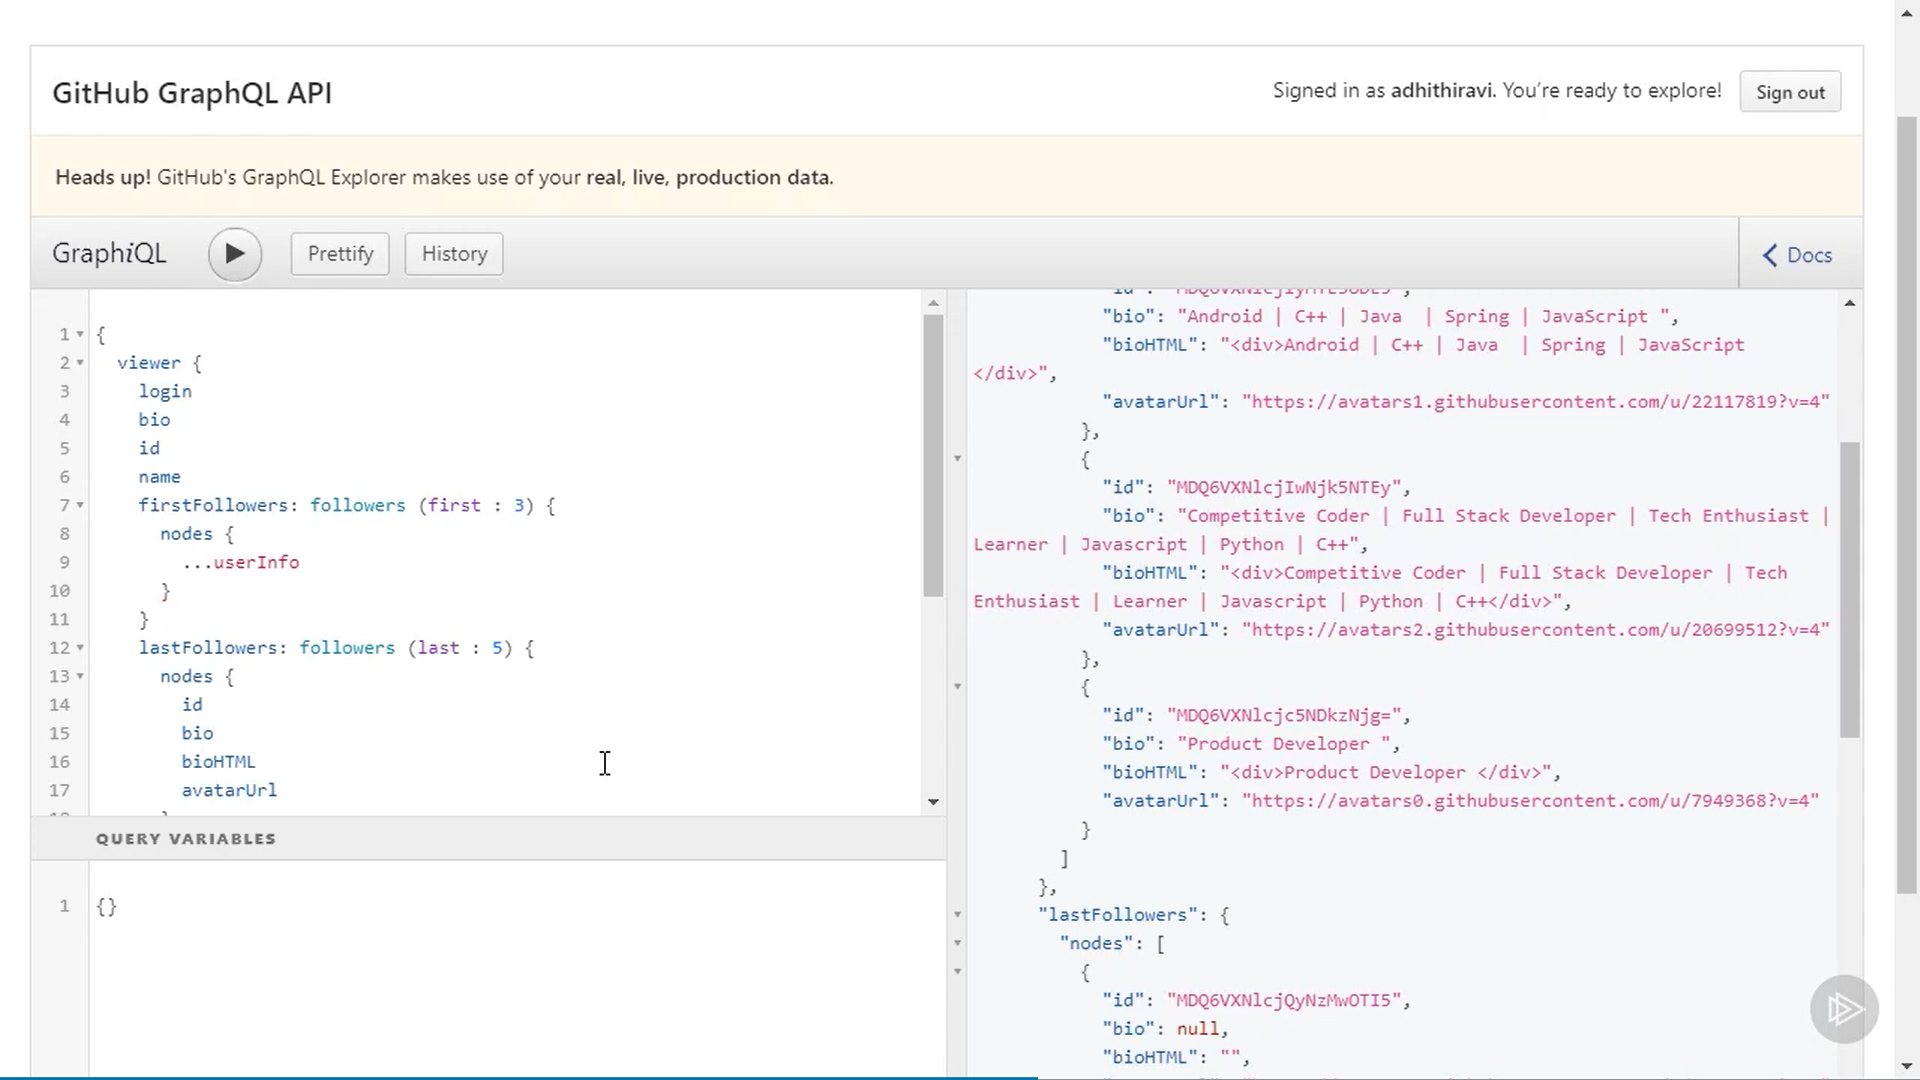 GitHub GraphQL API
Signed in as adhithiravi. You're ready to explore!
Sign out
Heads up! GitHub's GraphQL Explorer makes use of your real, live, production data.
GraphiQL
Prettify
History
Docs
1 {
2 viewer {
3 login
4 bio
5 id
6 name
7 firstFollowers: followers (first : 3) {
8 nodes {
9 ...userInfo
10 }
11 }
12 lastFollowers: followers (last : 5) {
13 nodes {
14 id
15 bio
16 bioHTML
17 avatarUrl
QUERY VARIABLES
1 {}
"bio": "Android | C++ | Java  | Spring | JavaScript ",
"bioHTML": "<div>Android | C++ | Java  | Spring | JavaScript
</div>",
"avatarUrl": "https://avatars1.githubusercontent.com/u/22117819?v=4"
},
{
"id": "MDQ6VXNlcjIwNjk5NTEy",
"bio": "Competitive Coder | Full Stack Developer | Tech Enthusiast |
Learner | Javascript | Python | C++",
"bioHTML": "<div>Competitive Coder | Full Stack Developer | Tech
Enthusiast | Learner | Javascript | Python | C++</div>",
"avatarUrl": "https://avatars2.githubusercontent.com/u/20699512?v=4"
},
{
"id": "MDQ6VXNlcjc5NDkzNjg=",
"bio": "Product Developer ",
"bioHTML": "<div>Product Developer </div>",
"avatarUrl": "https://avatars0.githubusercontent.com/u/7949368?v=4"
}
]
},
"lastFollowers": {
"nodes": [
{
"id": "MDQ6VXNlcjQyNzMwOTI5",
"bio": null,
"bioHTML": "",